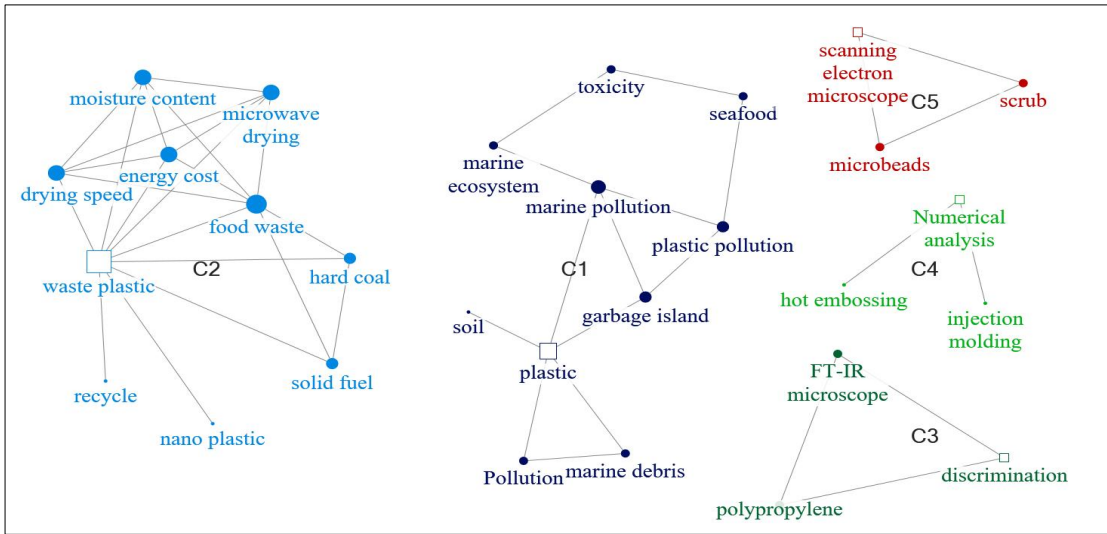 moisture content
microwave
drying
energy cost
drying speed
food waste
C2
hard coal
waste plastic
solid fuel
recycle
nano plastic
toxicity
seafood
marine
ecosystem
marine pollution
plastic pollution
C1
garbage island
soil
plastic
Pollution
marine debris
scanning
electron
microscope
C5
scrub
microbeads
Numerical
analysis
C4
hot embossing
injection
molding
FT-IR
microscope
C3
discrimination
polypropylene